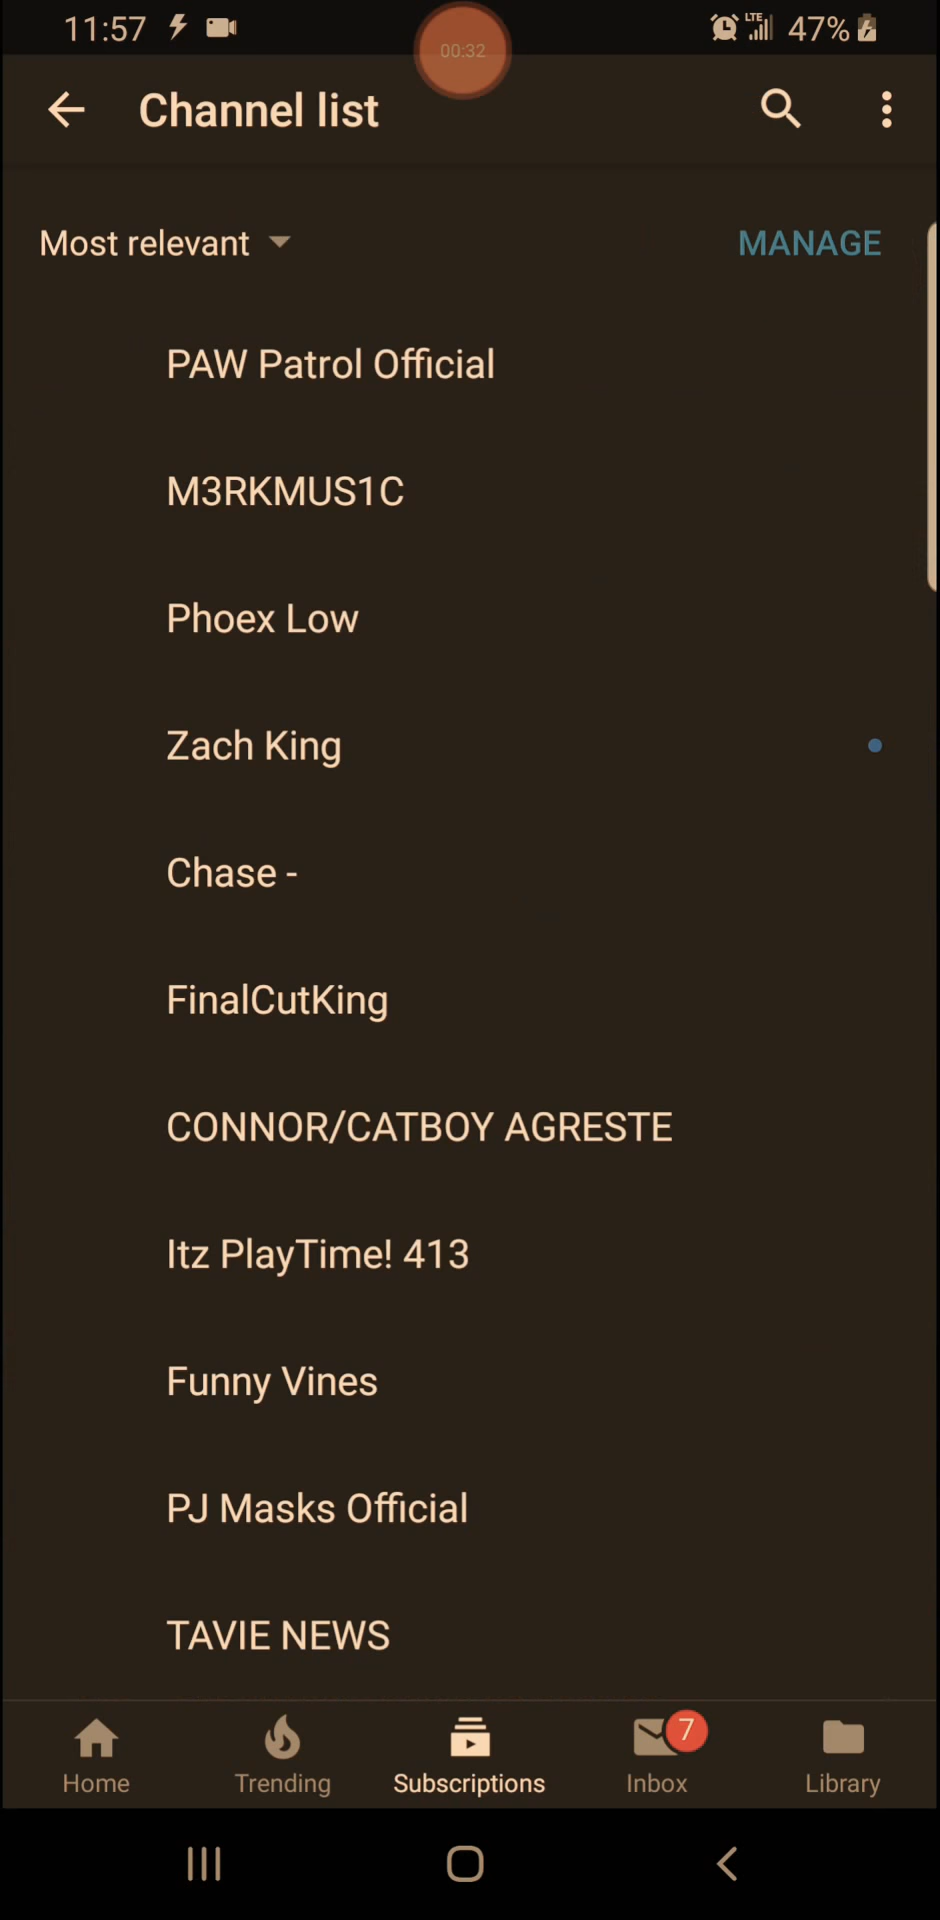 11:57
00:32
LTE
47%
Channel list
Most relevant
MANAGE
PAW Patrol Official
M3RKMUS1C
Phoex Low
Zach King
Chase -
FinalCutKing
CONNOR/CATBOY AGRESTE
Itz PlayTime! 413
Funny Vines
PJ Masks Official
TAVIE NEWS
7
Home
Trending
Subscriptions
Inbox
Library